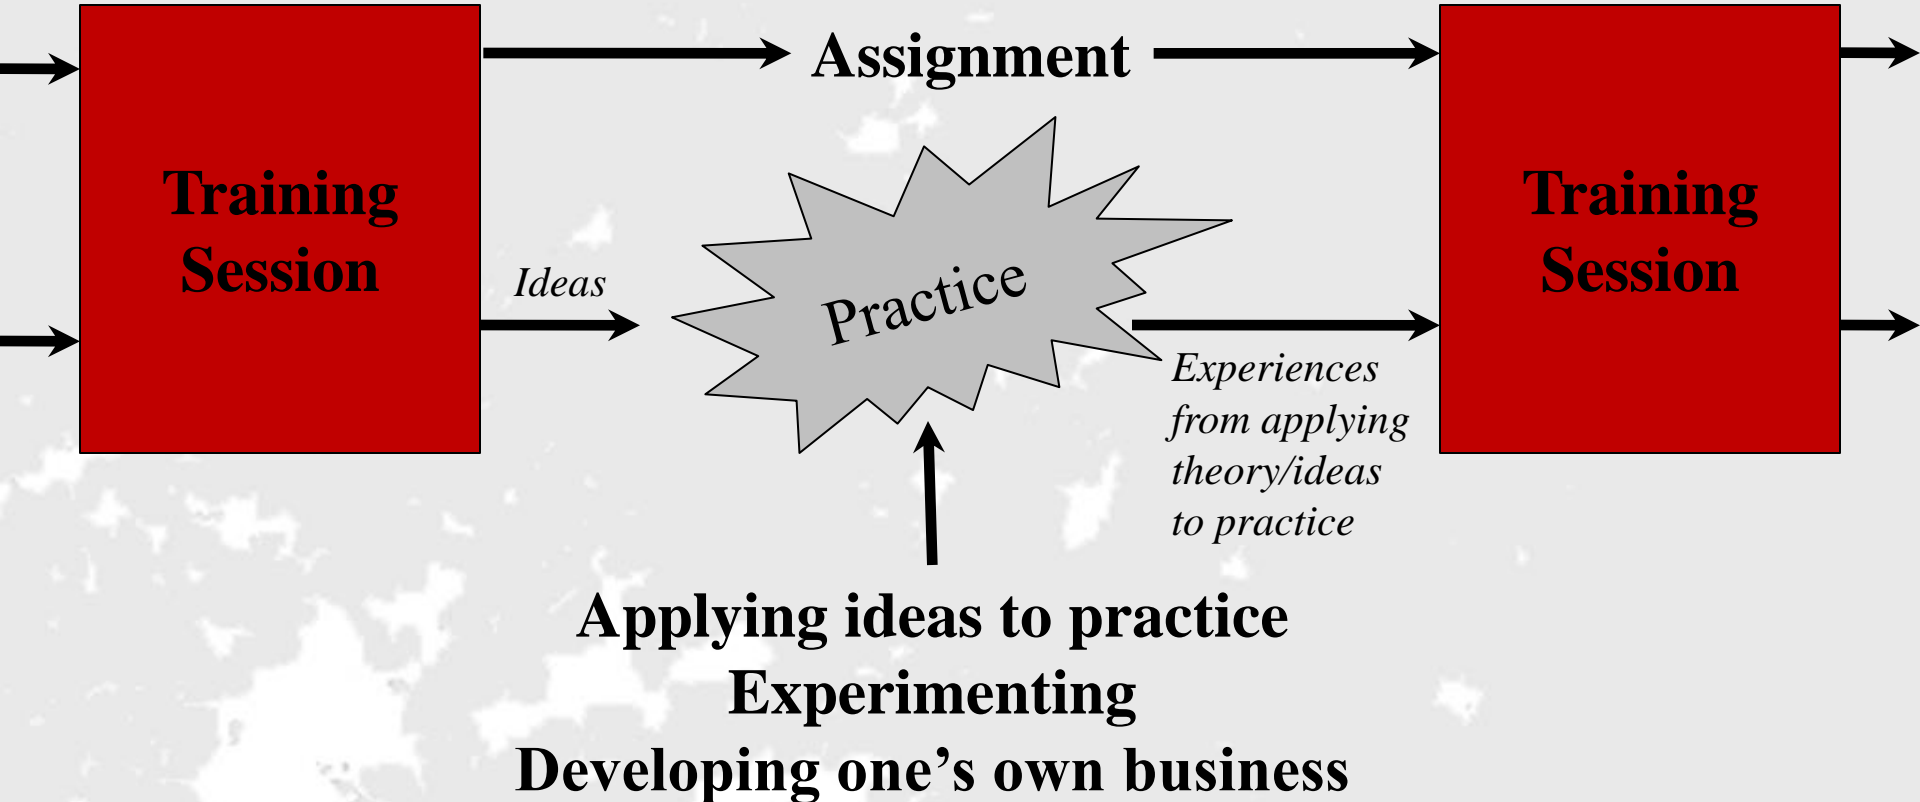 Assignment
Training
Session
Ideas
Practice
Training
Session
Experiences
from applying
theory/ideas
to practice
Applying ideas to practice
Experimenting
Developing one’s own business